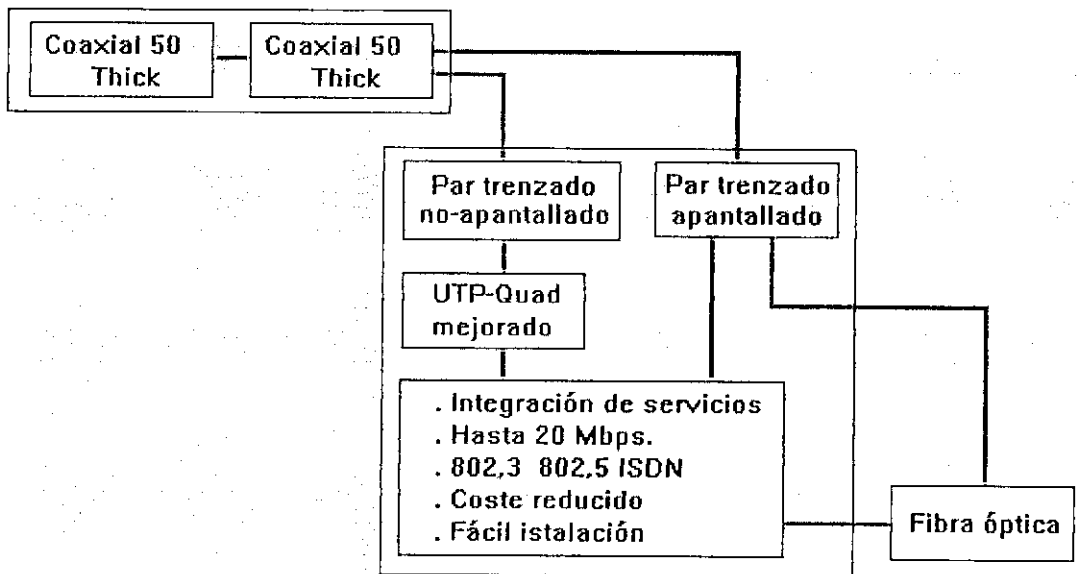 Coaxial 50
Thick
Coaxial 50
Thick
Par trenzado
no-apantallado
Par trenzado
apantallado
UTP-Quad
mejorado
. Integración de servicios
. Hasta 20 Mbps.
. 802,3 802,5 ISDN
. Coste reducido
. Fácil istalación
Fibra óptica